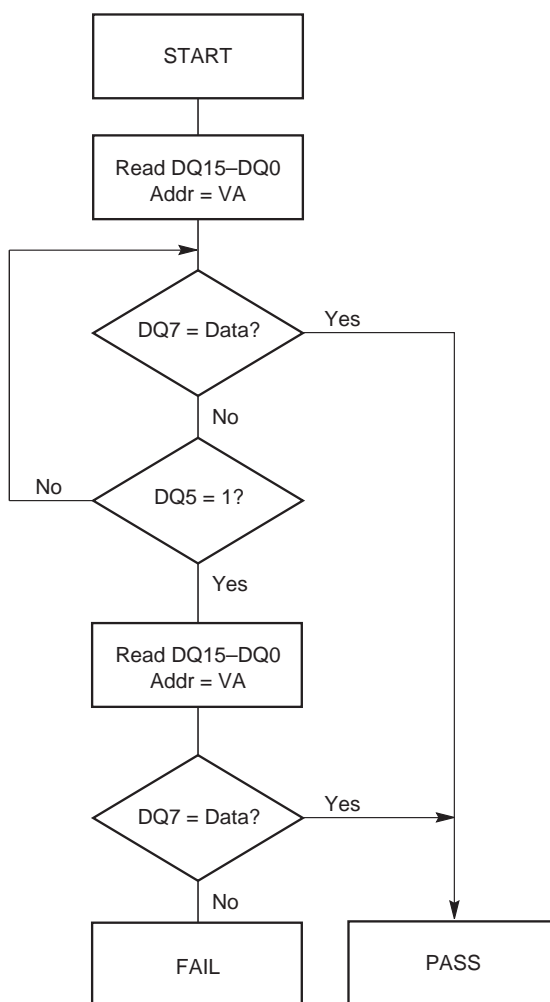 START
Read DQ15–DQ0
Addr = VA
DQ7 = Data?
Yes
No
No
DQ5 = 1?
Yes
Read DQ15–DQ0
Addr = VA
DQ7 = Data?
Yes
No
FAIL
PASS